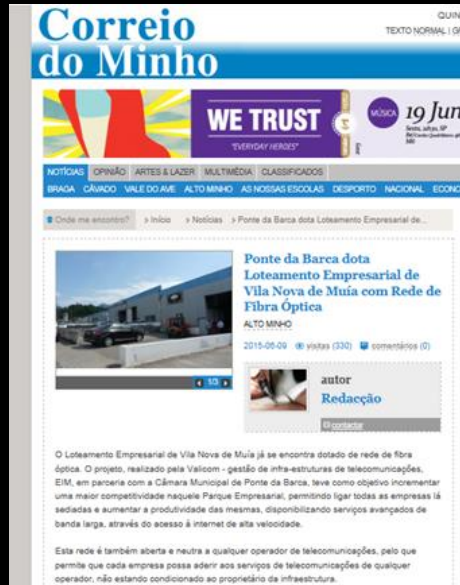 Correio
do Minho
QUIN
TEXTO NORMAL | GR
WE TRUST
"EVERYDAY HEROES"
MÚSICA
19 Jun
NOTÍCIAS OPINIÃO ARTES & LAZER MULTIMÉDIA CLASSIFICADOS
BRAGA CÁVADO VALE DO AVE ALTO MINHO AS NOSSAS ESCOLAS DESPORTO NACIONAL ECONO
Onde me encontro? > Início > Notícias > Ponte da Barca dota Loteamento Empresarial de...
Ponte da Barca dota
Loteamento Empresarial de
Vila Nova de Muía com Rede de
Fibra Óptica
ALTO MINHO
2015-06-09 visitas (330) comentários (0)
1/3
autor
Redacção
contactar
O Loteamento Empresarial de Vila Nova de Muía já se encontra dotado de rede de fibra
óptica. O projeto, realizado pela Valicom - gestão de infra-estruturas de telecomunicações,
EIM, em parceria com a Câmara Municipal de Ponte da Barca, teve como objetivo incrementar
uma maior competitividade naquele Parque Empresarial, permitindo ligar todas as empresas lá
sediadas e aumentar a produtividade das mesmas, disponibilizando serviços avançados de
banda larga, através do acesso à internet de alta velocidade.
Esta rede é também aberta e neutra a qualquer operador de telecomunicações, pelo que
permite que cada empresa possa aderir aos serviços de telecomunicações de qualquer
operador, não estando condicionado ao proprietário da infraestrutura.